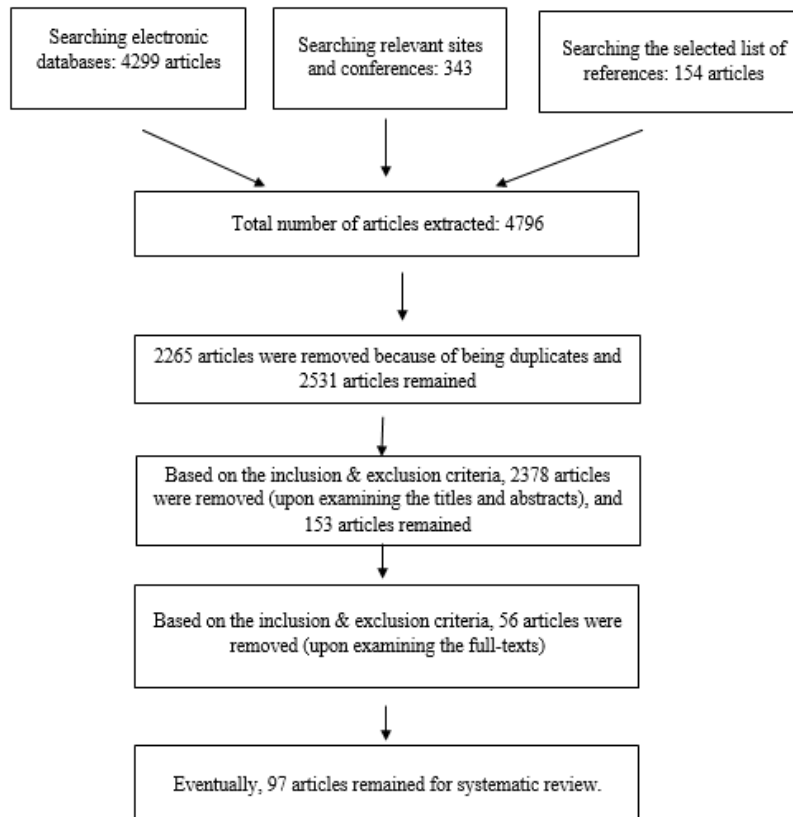 Searching electronic
databases: 4299 articles
Searching relevant sites
and conferences: 343
Searching the selected list of
references: 154 articles
Total number of articles extracted: 4796
2265 articles were removed because of being duplicates and
2531 articles remained
Based on the inclusion & exclusion criteria, 2378 articles
were removed (upon examining the titles and abstracts), and
153 articles remained
Based on the inclusion & exclusion criteria, 56 articles were
removed (upon examining the full-texts)
Eventually, 97 articles remained for systematic review.